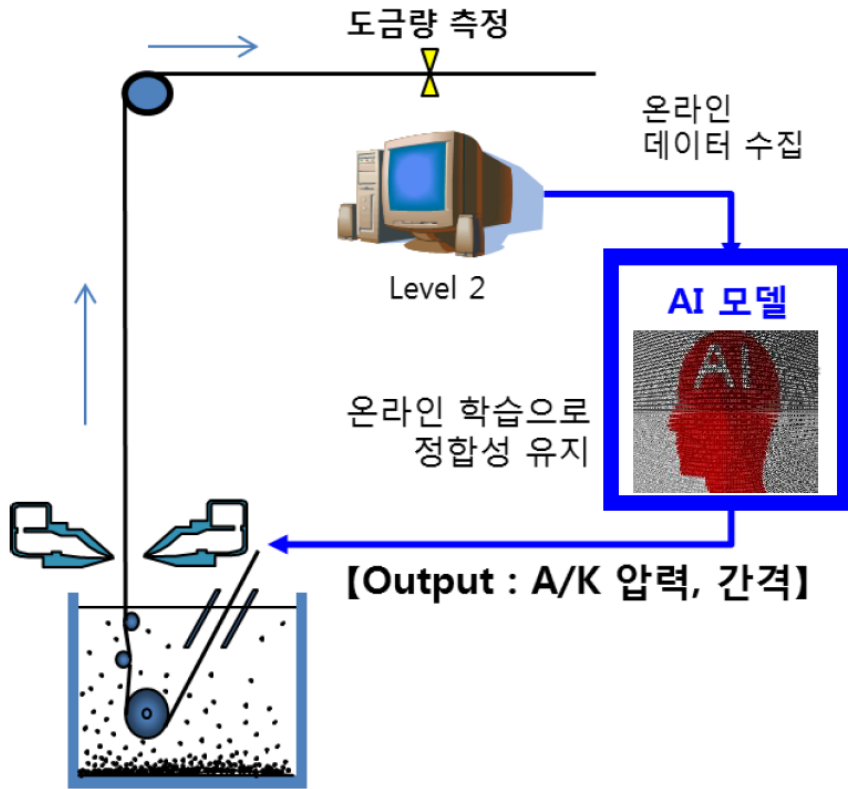 도금량 측정
온라인
데이터 수집
Level 2
AI 모델
AI
온라인 학습으로
정합성 유지
【Output : A/K 압력, 간격】